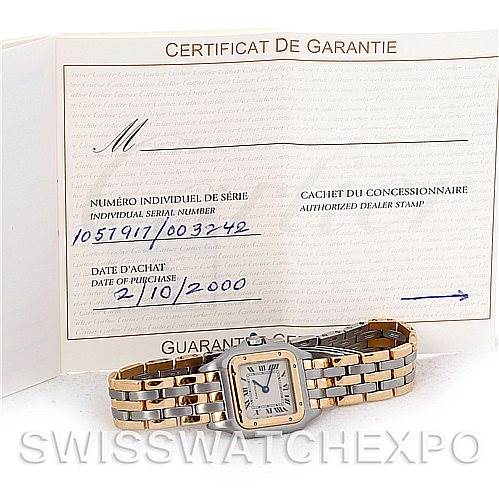 CERTIFICAT DE GARANTIE
M
Cartier
NUMÉRO INDIVIDUEL DE SÉRIE
INDIVIDUAL SERIAL NUMBER
1057917/003242
CACHET DU CONCESSIONNAIRE
AUTHORIZED DEALER STAMP
DATE D'ACHAT
DATE OF PURCHASE
2/10/2000
SWISSWATCHEXPO